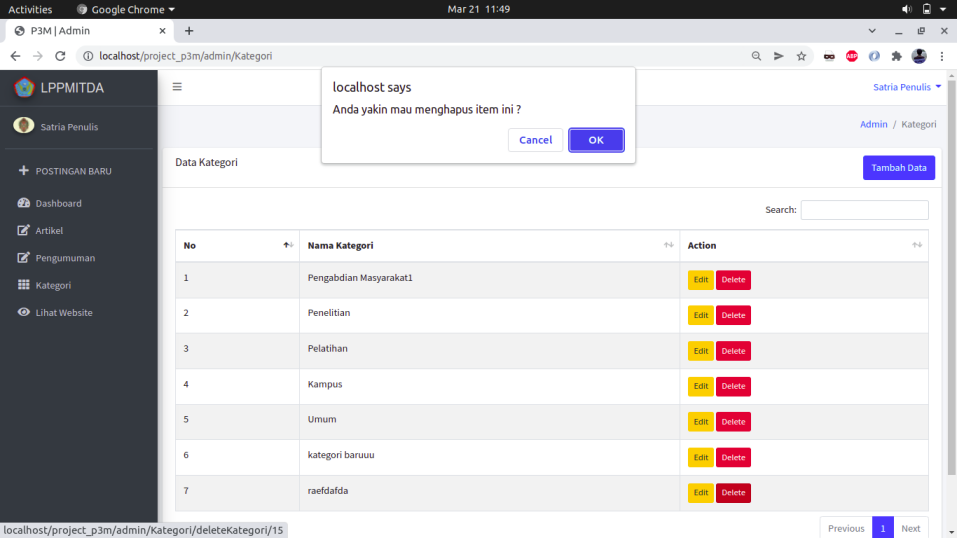 Activities
Google Chrome
Mar 21 11:49
P3M | Admin
localhost/project_p3m/admin/Kategori
ABP
localhost says
Anda yakin mau menghapus item ini ?
Cancel
OK
LPPMITDA
Satria Penulis
Satria Penulis
Admin / Kategori
POSTINGAN BARU
Dashboard
Artikel
Pengumuman
Kategori
Lihat Website
Data Kategori
Tambah Data
Search:
No Nama Kategori Action
1 Pengabdian Masyarakat1 Edit Delete
2 Penelitian Edit Delete
3 Pelatihan Edit Delete
4 Kampus Edit Delete
5 Umum Edit Delete
6 kategori baruuu Edit Delete
7 raefdafda Edit Delete
Previous 1 Next
localhost/project_p3m/admin/Kategori/deleteKategori/15